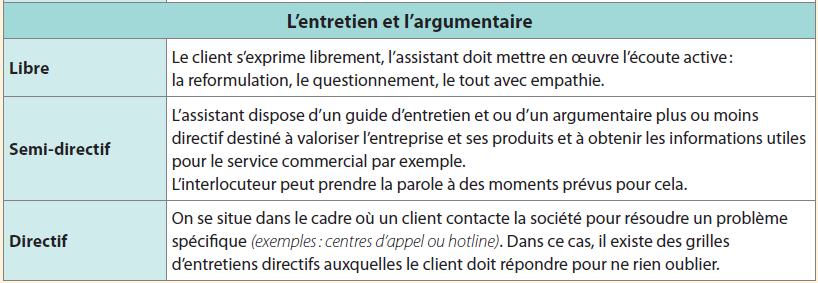 L'entretien et l'argumentaire
Libre
Le client s'exprime librement, l'assistant doit mettre en œuvre l'écoute active :
la reformulation, le questionnement, le tout avec empathie.
Semi-directif
L'assistant dispose d'un guide d'entretien et ou d'un argumentaire plus ou moins
directif destiné à valoriser l'entreprise et ses produits et à obtenir les informations utiles
pour le service commercial par exemple.
L'interlocuteur peut prendre la parole à des moments prévus pour cela.
Directif
On se situe dans le cadre où un client contacte la société pour résoudre un problème
spécifique (exemples : centres d'appel ou hotline). Dans ce cas, il existe des grilles
d'entretiens directifs auxquelles le client doit répondre pour ne rien oublier.